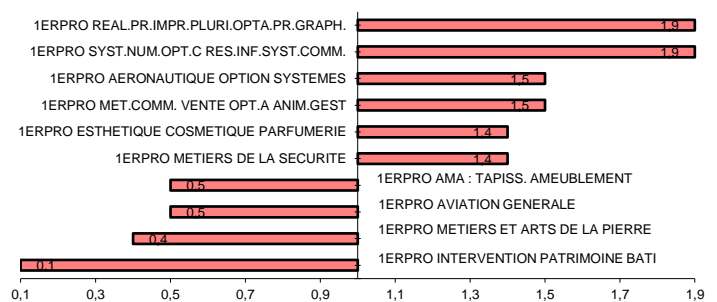 1ERPRO REAL.PR.IMPR.PLURI.OPTA.PR.GRAPH. 1,9
1ERPRO SYST.NUM.OPT.C RES.INF.SYST.COMM. 1,9
1ERPRO AERONAUTIQUE OPTION SYSTEMES 1,5
1ERPRO MET.COMM. VENTE OPT.A ANIM.GEST 1,5
1ERPRO ESTHETIQUE COSMETIQUE PARFUMERIE 1,4
1ERPRO METIERS DE LA SECURITE 1,4
0,5 1ERPRO AMA : TAPISS. AMEUBLEMENT
0,5 1ERPRO AVIATION GENERALE
0,4 1ERPRO METIERS ET ARTS DE LA PIERRE
0,1 1ERPRO INTERVENTION PATRIMOINE BATI
0,1 0,3 0,5 0,7 0,9 1,1 1,3 1,5 1,7 1,9